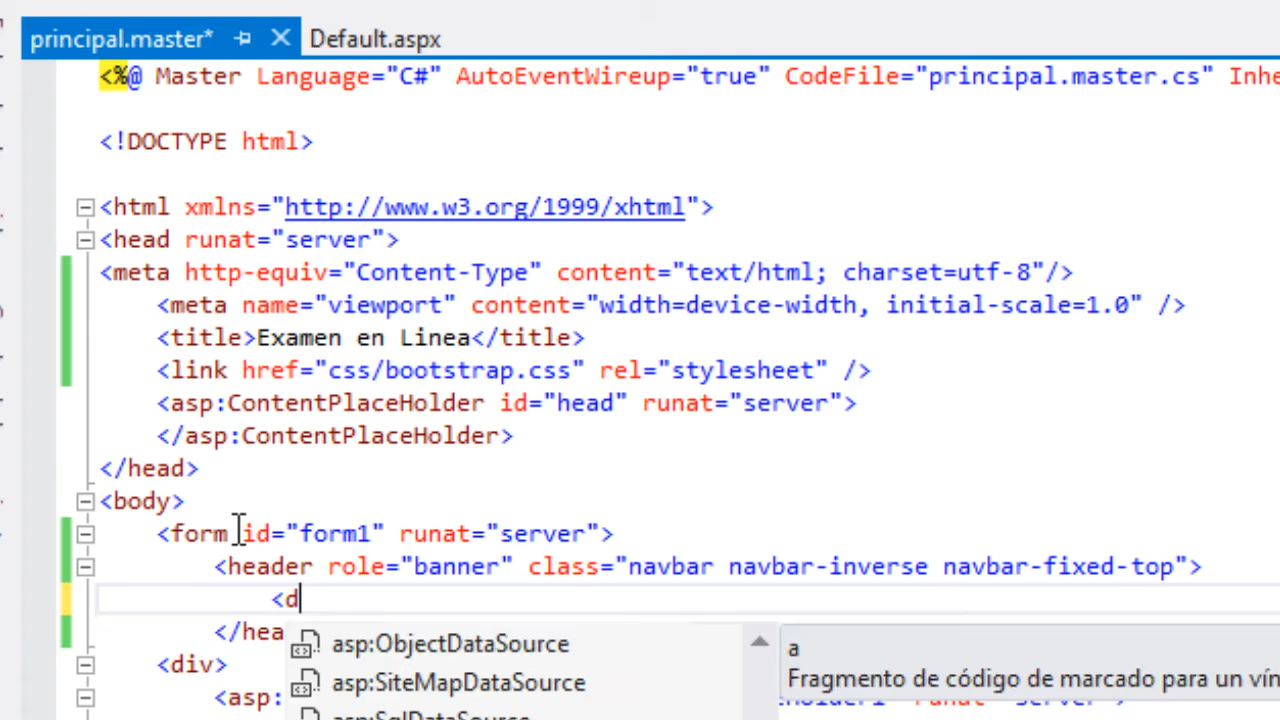 principal.master* Default.aspx
<%@ Master Language="C#" AutoEventWireup="true" CodeFile="principal.master.cs" Inhe
<!DOCTYPE html>
<html xmlns="http://www.w3.org/1999/xhtml">
<head runat="server">
<meta http-equiv="Content-Type" content="text/html; charset=utf-8"/>
<meta name="viewport" content="width=device-width, initial-scale=1.0" />
<title>Examen en Linea</title>
<link href="css/bootstrap.css" rel="stylesheet" />
<asp:ContentPlaceHolder id="head" runat="server">
</asp:ContentPlaceHolder>
</head>
<body>
<form id="form1" runat="server">
<header role="banner" class="navbar navbar-inverse navbar-fixed-top">
<d
</hea
asp:ObjectDataSource
a
<div>
asp:SiteMapDataSource
Fragmento de código de marcado para un vín
<asp:
asp:SqlDataSource